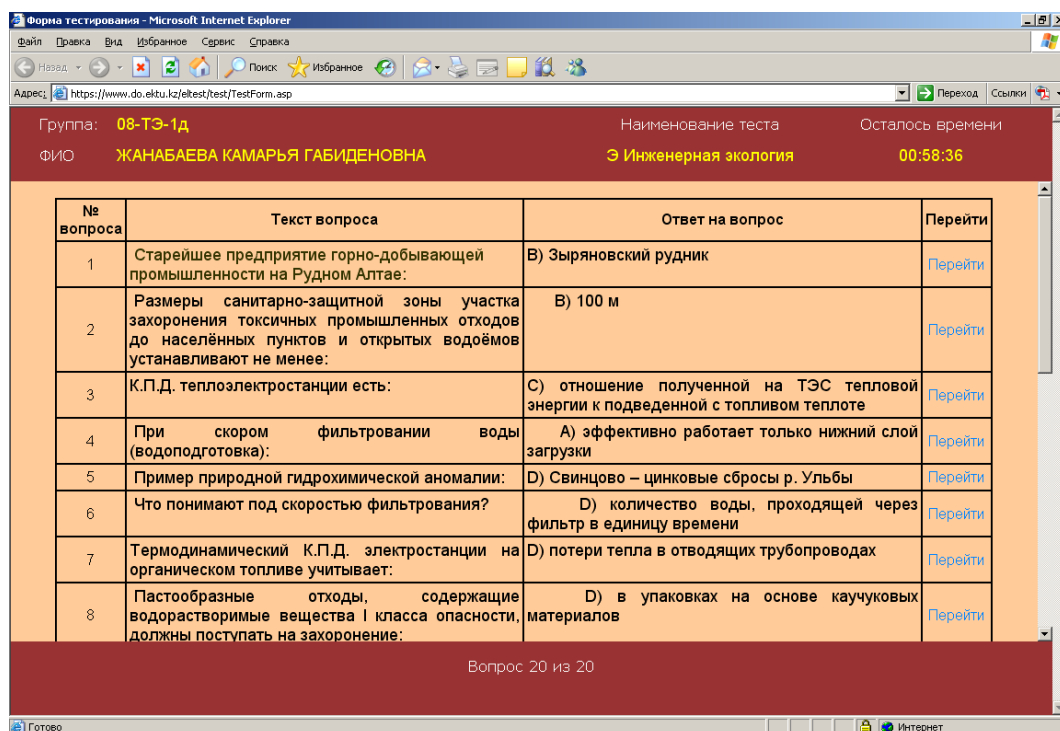 Форма тестирования - Microsoft Internet Explorer
Файл Правка Вид Избранное Сервис Справка
Назад Поиск Избранное
Адрес: https://www.do.ektu.kz/eltest/test/TestForm.asp Переход Ссылки
Группа: 08-ТЭ-1д Наименование теста Осталось времени
ФИО ЖАНАБАЕВА КАМАРЬЯ ГАБИДЕНОВНА Э Инженерная экология 00:58:36
№ вопроса Текст вопроса Ответ на вопрос Перейти
1 Старейшее предприятие горно-добывающей
промышленности на Рудном Алтае:
B) Зыряновский рудник
Перейти
2 Размеры санитарно-защитной зоны участка
захоронения токсичных промышленных отходов
до населённых пунктов и открытых водоёмов
устанавливают не менее:
B) 100 м
Перейти
3 К.П.Д. теплоэлектростанции есть:
C) отношение полученной на ТЭС тепловой
энергии к подведенной с топливом теплоте
Перейти
4 При скором фильтровании воды
(водоподготовка):
A) эффективно работает только нижний слой
загрузки
Перейти
5 Пример природной гидрохимической аномалии:
D) Свинцово – цинковые сбросы р. Ульбы
Перейти
6 Что понимают под скоростью фильтрования?
D) количество воды, проходящей через
фильтр в единицу времени
Перейти
7 Термодинамический К.П.Д. электростанции на
органическом топливе учитывает:
D) потери тепла в отводящих трубопроводах
Перейти
8 Пастообразные отходы, содержащие
водорастворимые вещества I класса опасности,
должны поступать на захоронение:
D) в упаковках на основе каучуковых
материалов
Перейти
Вопрос 20 из 20
Готово Интернет